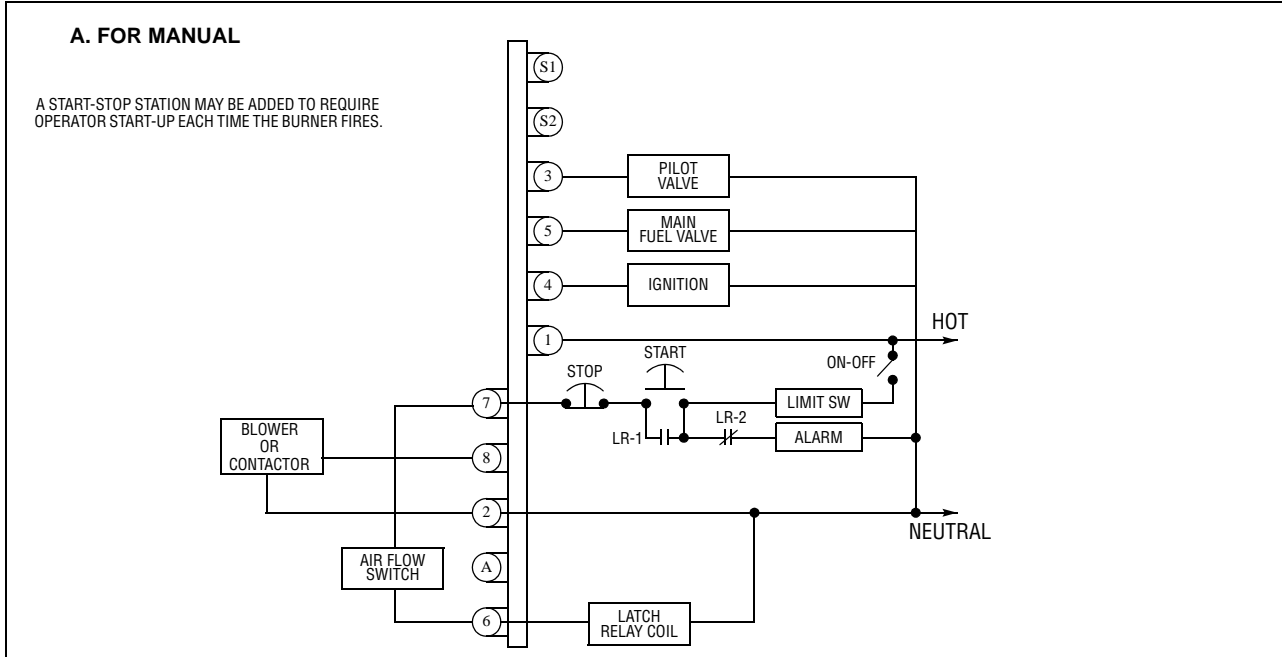 A. FOR MANUAL
A START-STOP STATION MAY BE ADDED TO REQUIRE
OPERATOR START-UP EACH TIME THE BURNER FIRES.
S1
S2
3
PILOT
VALVE
5
MAIN
FUEL VALVE
4
IGNITION
1
HOT
ON-OFF
START
STOP
7
LIMIT SW
LR-1
LR-2
ALARM
BLOWER
OR
CONTACTOR
8
2
NEUTRAL
AIR FLOW
SWITCH
A
6
LATCH
RELAY COIL